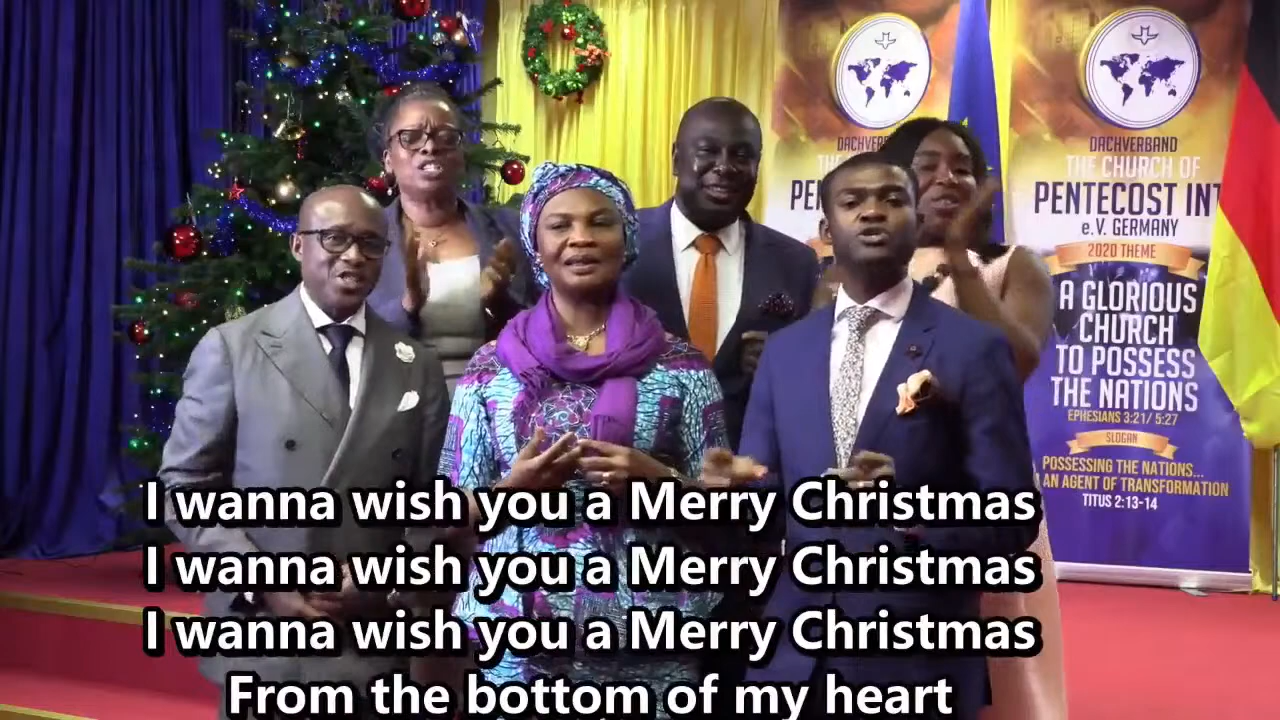 DACHVERBAND
THE CHURCH OF
PENTECOST INT
e.V. GERMANY
2020 THEME
A GLORIOUS
CHURCH
TO POSSESS
THE NATIONS
EPHESIANS 3:21/ 5:27
SLOGAN
POSSESSING THE NATIONS...
AN AGENT OF TRANSFORMATION
TITUS 2:13-14
I wanna wish you a Merry Christmas
I wanna wish you a Merry Christmas
I wanna wish you a Merry Christmas
From the bottom of my heart